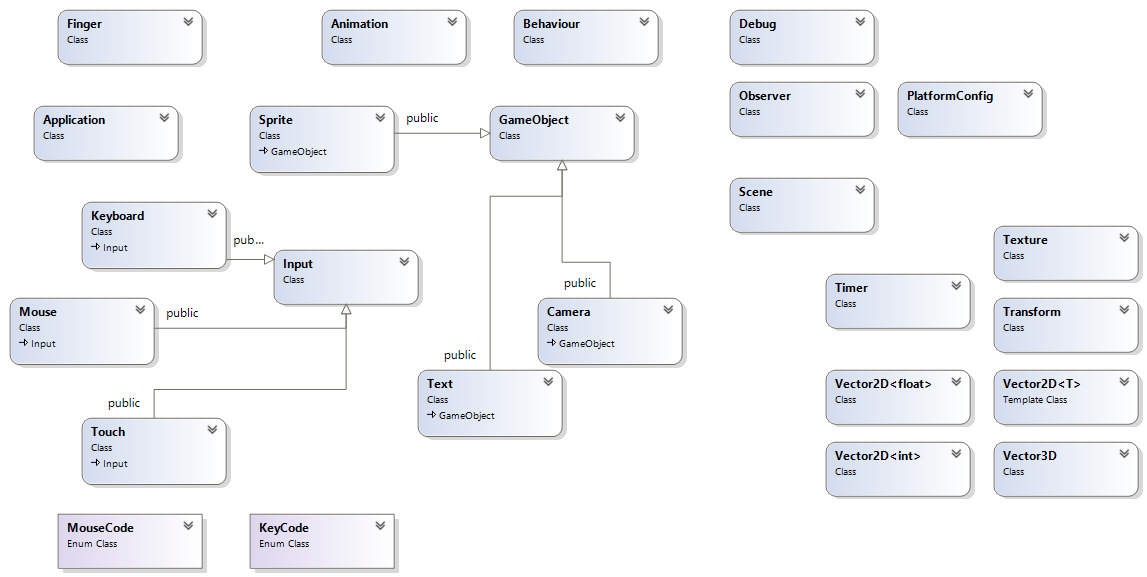 Finger
Class
Animation
Class
Behaviour
Class
Debug
Class
Observer
Class
PlatformConfig
Class
Application
Class
Sprite
Class
GameObject
public
GameObject
Class
Scene
Class
Keyboard
Class
Input
pub...
Input
Class
Texture
Class
Timer
Class
Transform
Class
Mouse
Class
Input
public
public
Camera
Class
GameObject
public
Text
Class
GameObject
Vector2D<float>
Class
Vector2D<T>
Template Class
public
Touch
Class
Input
Vector2D<int>
Class
Vector3D
Class
MouseCode
Enum Class
KeyCode
Enum Class